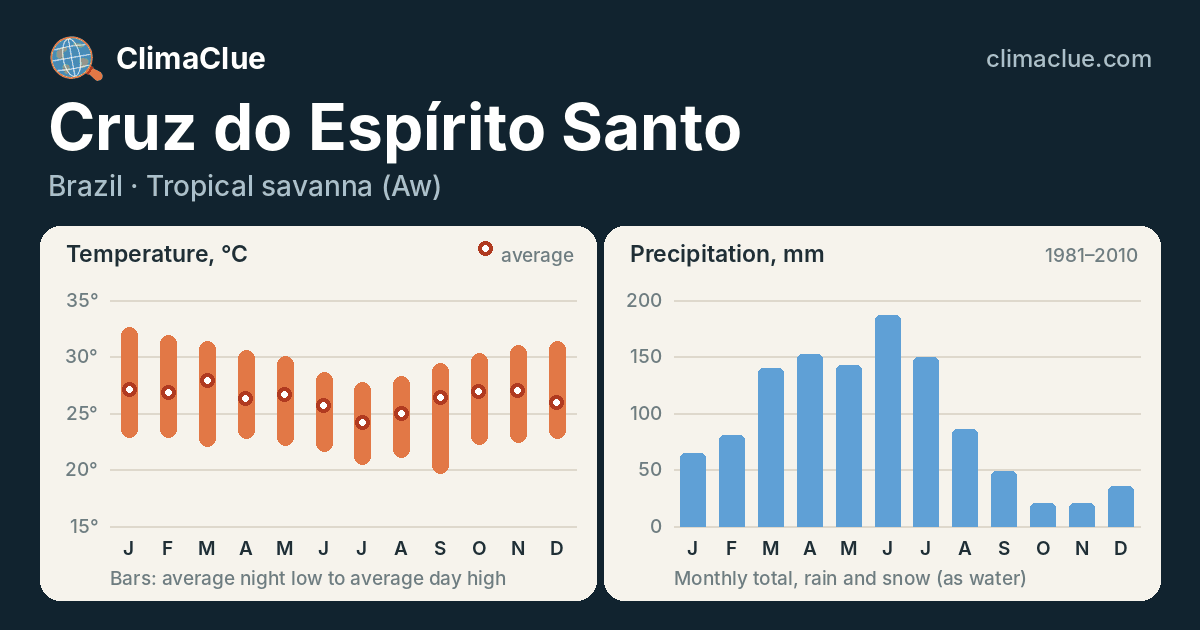 ClimaClue
climaclue.com
Cruz do Espírito Santo
Brazil · Tropical savanna (Aw)
Temperature, °C
average
35°
30°
25°
20°
15°
J F M A M J J A S O N D
Bars: average night low to average day high
Precipitation, mm
1981–2010
200
150
100
50
0
J F M A M J J A S O N D
Monthly total, rain and snow (as water)